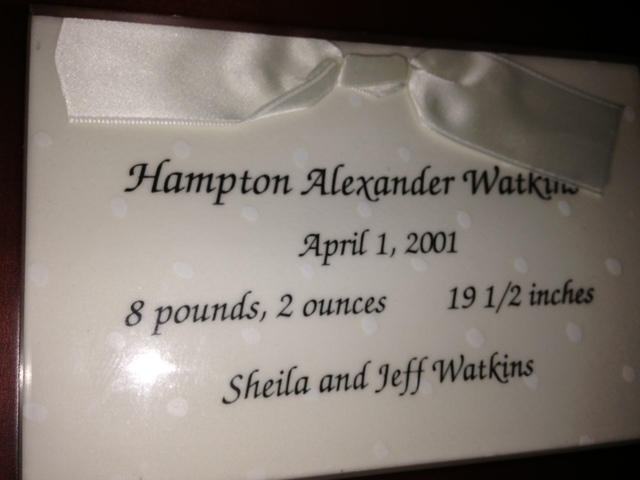 Hampton Alexander Watkins
April 1, 2001
8 pounds, 2 ounces 19 1/2 inches
Sheila and Jeff Watkins